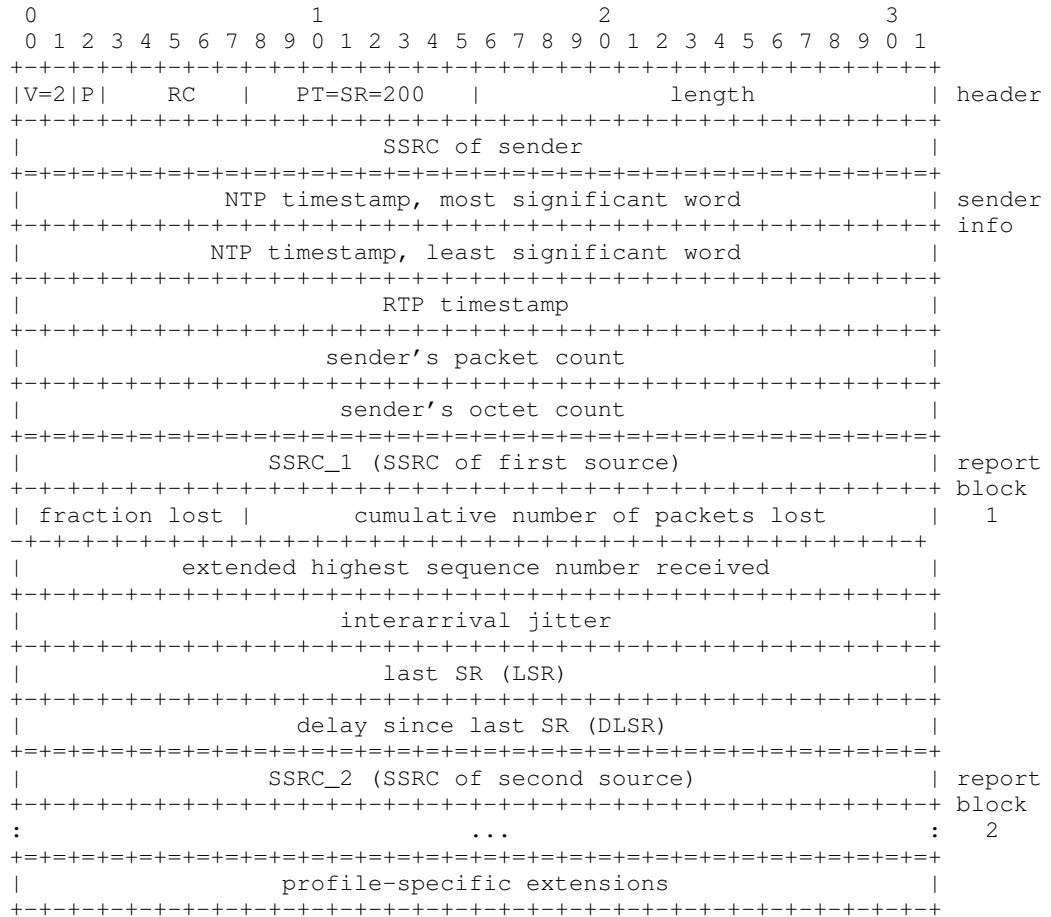 0                   1                   2                   3
 0 1 2 3 4 5 6 7 8 9 0 1 2 3 4 5 6 7 8 9 0 1 2 3 4 5 6 7 8 9 0 1
+-+-+-+-+-+-+-+-+-+-+-+-+-+-+-+-+-+-+-+-+-+-+-+-+-+-+-+-+-+-+-+-+
|V=2|P|    RC   |   PT=SR=200   |             length            | header
+-+-+-+-+-+-+-+-+-+-+-+-+-+-+-+-+-+-+-+-+-+-+-+-+-+-+-+-+-+-+-+-+
|                         SSRC of sender                        |
+=+=+=+=+=+=+=+=+=+=+=+=+=+=+=+=+=+=+=+=+=+=+=+=+=+=+=+=+=+=+=+=+
|              NTP timestamp, most significant word             | sender
+-+-+-+-+-+-+-+-+-+-+-+-+-+-+-+-+-+-+-+-+-+-+-+-+-+-+-+-+-+-+-+-+ info
|             NTP timestamp, least significant word             |
+-+-+-+-+-+-+-+-+-+-+-+-+-+-+-+-+-+-+-+-+-+-+-+-+-+-+-+-+-+-+-+-+
|                         RTP timestamp                         |
+-+-+-+-+-+-+-+-+-+-+-+-+-+-+-+-+-+-+-+-+-+-+-+-+-+-+-+-+-+-+-+-+
|                     sender’s packet count                     |
+-+-+-+-+-+-+-+-+-+-+-+-+-+-+-+-+-+-+-+-+-+-+-+-+-+-+-+-+-+-+-+-+
|                      sender’s octet count                     |
+=+=+=+=+=+=+=+=+=+=+=+=+=+=+=+=+=+=+=+=+=+=+=+=+=+=+=+=+=+=+=+=+
|                 SSRC_1 (SSRC of first source)                 | report
+-+-+-+-+-+-+-+-+-+-+-+-+-+-+-+-+-+-+-+-+-+-+-+-+-+-+-+-+-+-+-+-+ block
| fraction lost |       cumulative number of packets lost       |   1
-+-+-+-+-+-+-+-+-+-+-+-+-+-+-+-+-+-+-+-+-+-+-+-+-+-+-+-+-+-+-+-+
|           extended highest sequence number received           |
+-+-+-+-+-+-+-+-+-+-+-+-+-+-+-+-+-+-+-+-+-+-+-+-+-+-+-+-+-+-+-+-+
|                      interarrival jitter                      |
+-+-+-+-+-+-+-+-+-+-+-+-+-+-+-+-+-+-+-+-+-+-+-+-+-+-+-+-+-+-+-+-+
|                         last SR (LSR)                         |
+-+-+-+-+-+-+-+-+-+-+-+-+-+-+-+-+-+-+-+-+-+-+-+-+-+-+-+-+-+-+-+-+
|                   delay since last SR (DLSR)                  |
+=+=+=+=+=+=+=+=+=+=+=+=+=+=+=+=+=+=+=+=+=+=+=+=+=+=+=+=+=+=+=+=+
|                 SSRC_2 (SSRC of second source)                | report
+-+-+-+-+-+-+-+-+-+-+-+-+-+-+-+-+-+-+-+-+-+-+-+-+-+-+-+-+-+-+-+-+ block
:                               ...                             :   2
+=+=+=+=+=+=+=+=+=+=+=+=+=+=+=+=+=+=+=+=+=+=+=+=+=+=+=+=+=+=+=+=+
|                  profile-specific extensions                  |
+-+-+-+-+-+-+-+-+-+-+-+-+-+-+-+-+-+-+-+-+-+-+-+-+-+-+-+-+-+-+-+-+